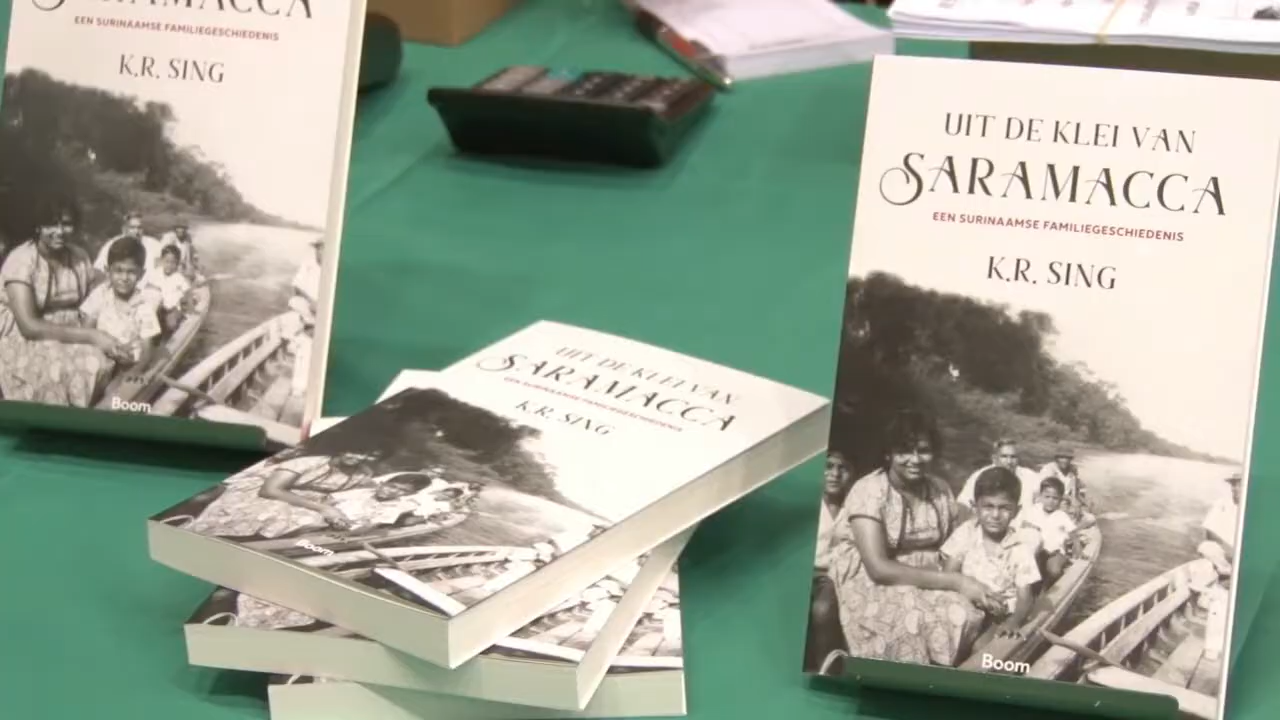 SARAMACCA
EEN SURINAAMSE FAMILIEGESCHIEDENIS
K.R. SING
Boom
UIT DE KLEI VAN
SARAMACCA
EEN SURINAAMSE FAMILIEGESCHIEDENIS
K.R. SING
Boom
UIT DE KLEI VAN
SARAMACCA
EEN SURINAAMSE FAMILIEGESCHIEDENIS
K.R. SING
Boom